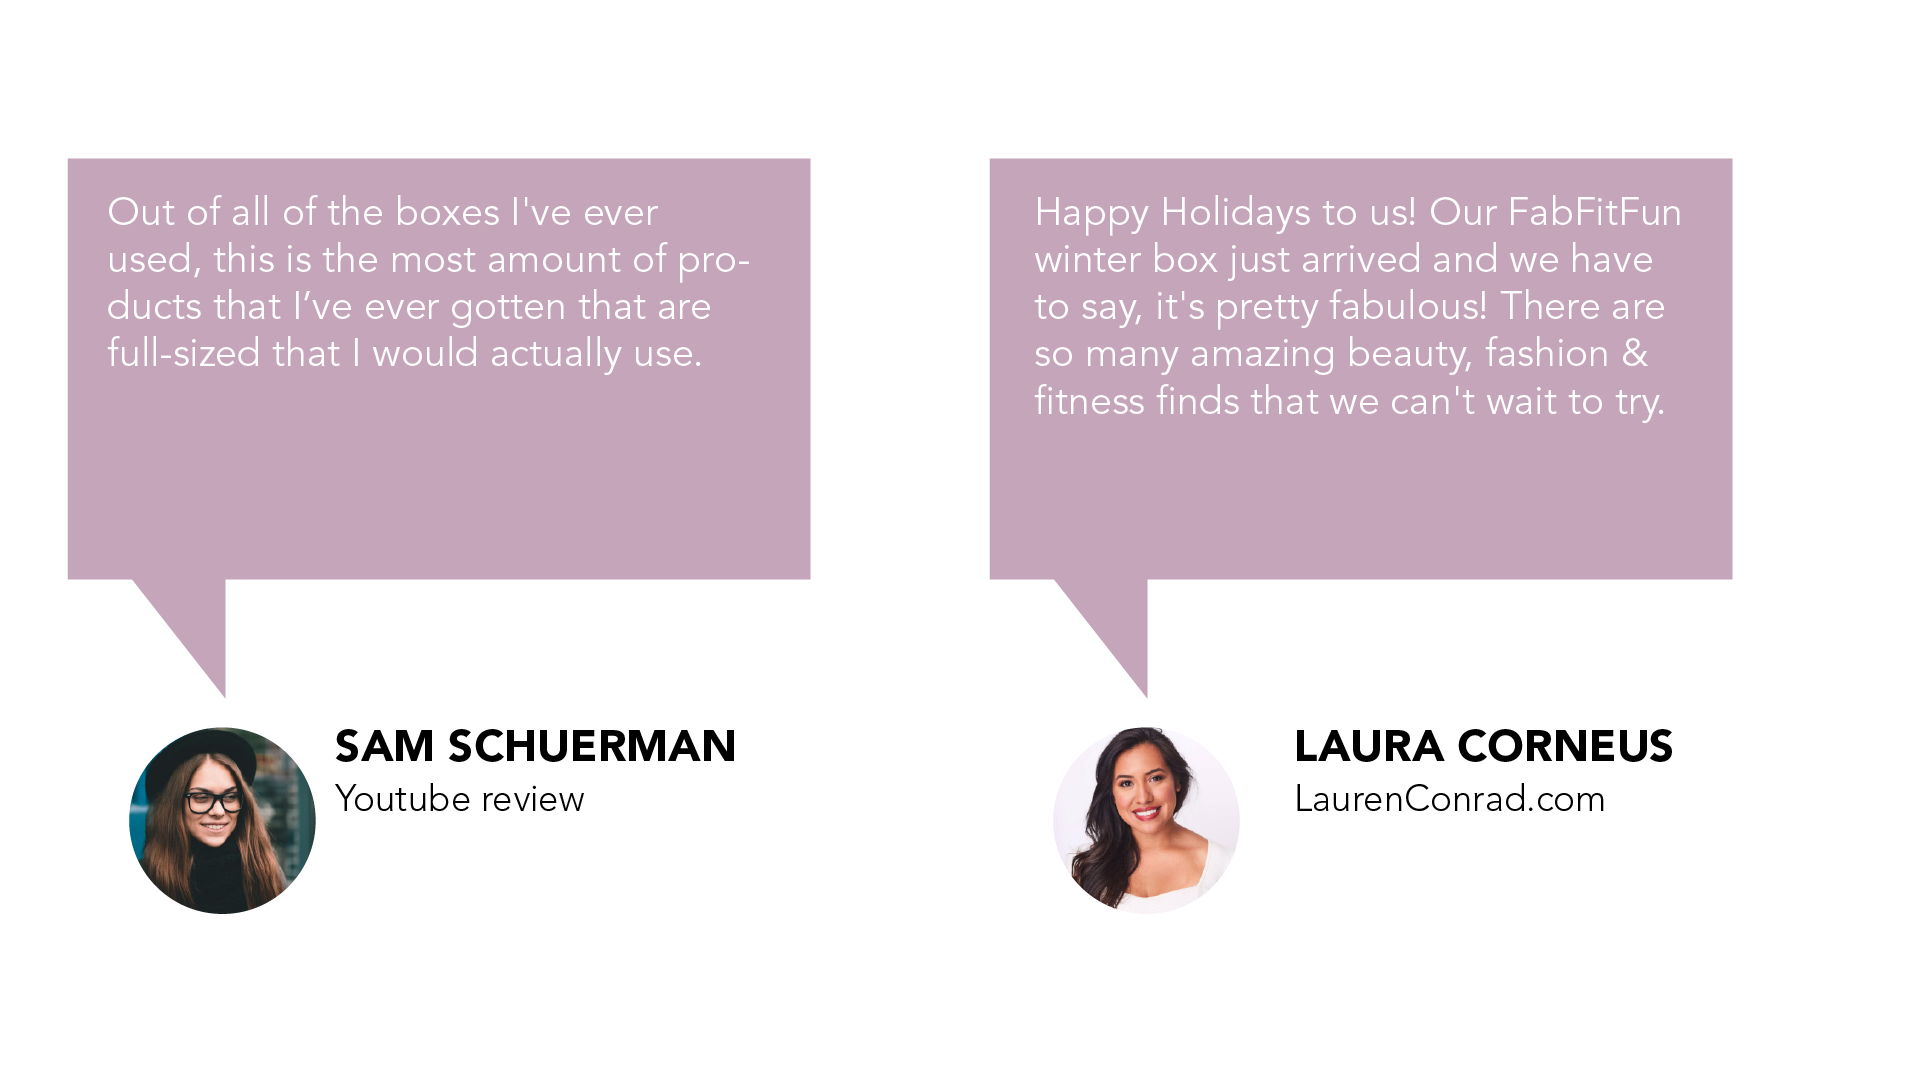 Out of all of the boxes I've ever
used, this is the most amount of pro-
ducts that I’ve ever gotten that are
full-sized that I would actually use.
SAM SCHUERMAN
Youtube review
Happy Holidays to us! Our FabFitFun
winter box just arrived and we have
to say, it's pretty fabulous! There are
so many amazing beauty, fashion &
fitness finds that we can't wait to try.
LAURA CORNEUS
LaurenConrad.com